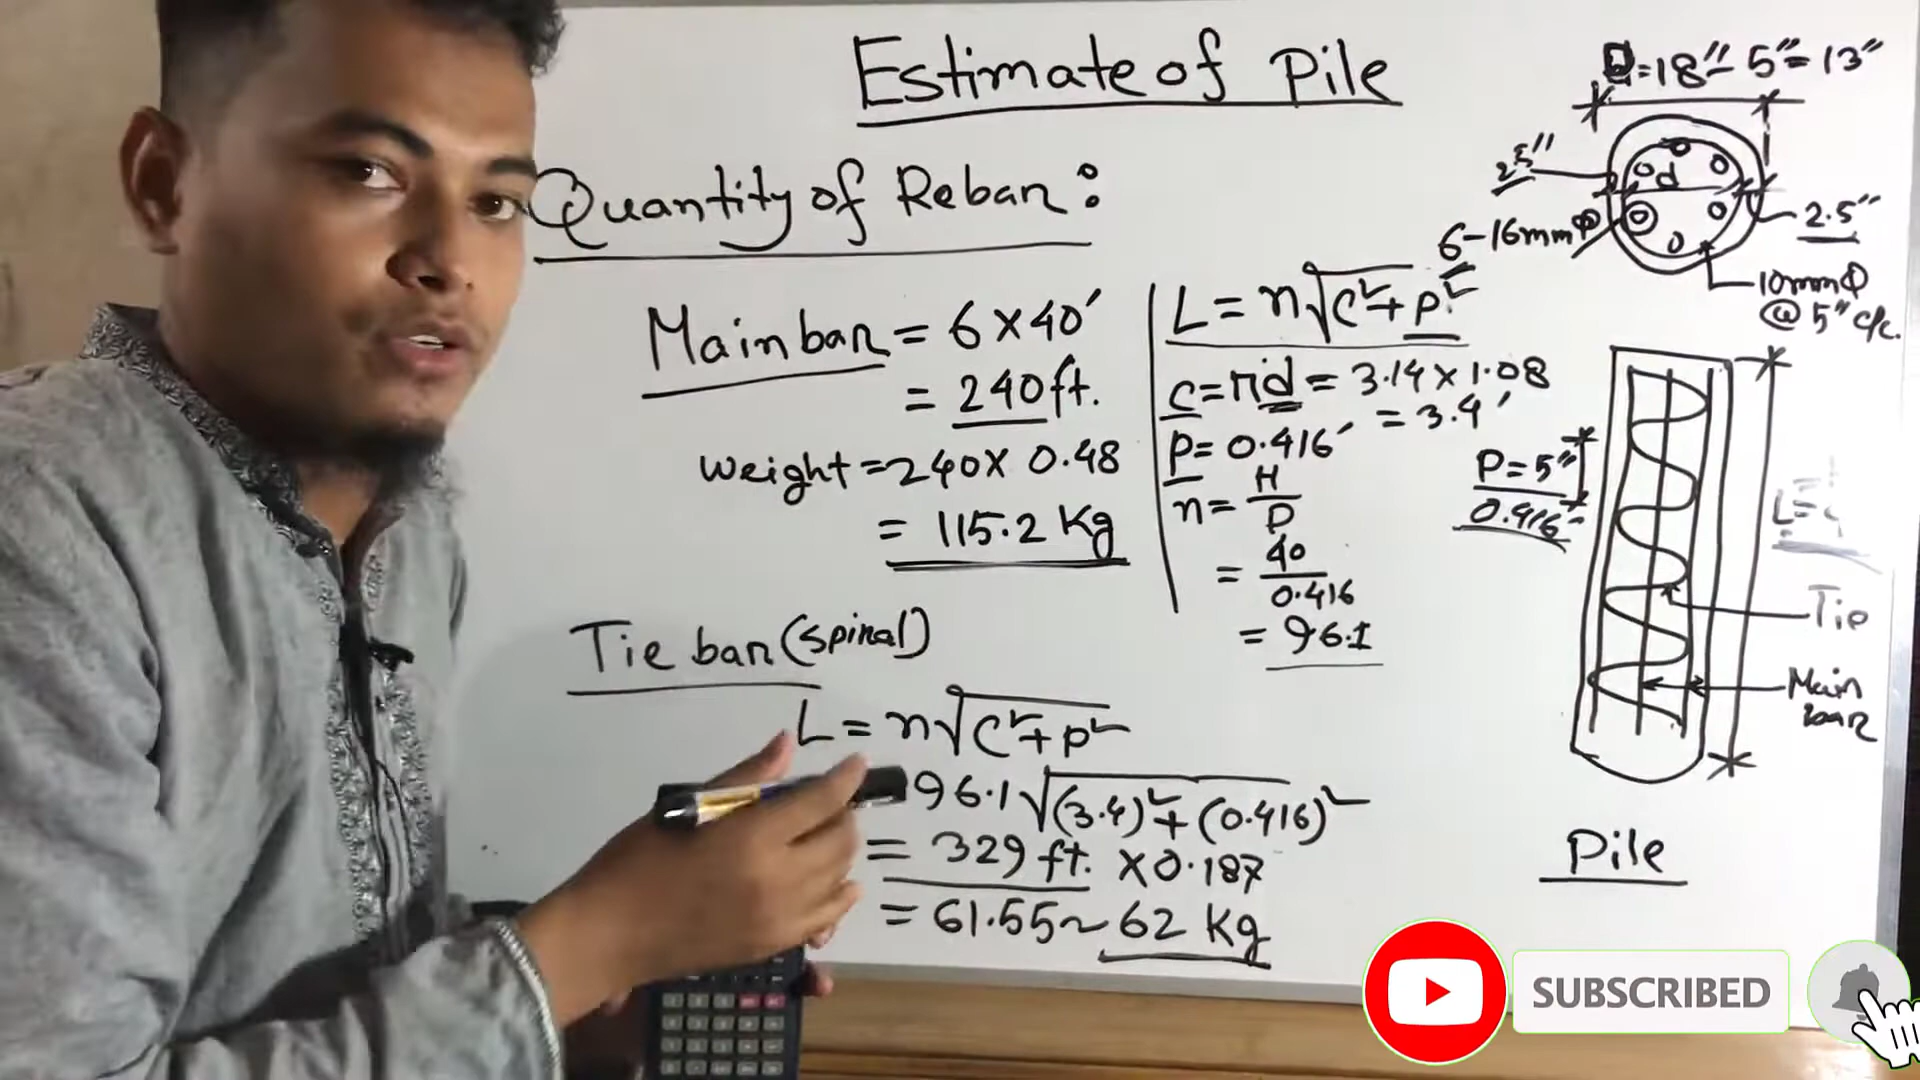 Estimate of Pile
Quantity of Rebar:
Main bar = 6 x 40'
= 240 ft.
weight = 240 x 0.48
= 115.2 Kg
L = n√C²+P²
C = πd = 3.14 x 1.08
= 3.4'
P = 0.416'
n = H/P
= 40/0.416
= 96.1
Tie bar (spiral)
L = n√C²+P²
96.1√(3.4)²+(0.416)²
= 329 ft. x 0.187
= 61.55 ~ 62 Kg
D = 18" - 5" = 13"
2.5"
d
2.5"
6-16mmφ
10mmφ
@ 5" c/c.
P = 5"
0.416'
L =
Tie
Main
bar
Pile
SUBSCRIBED